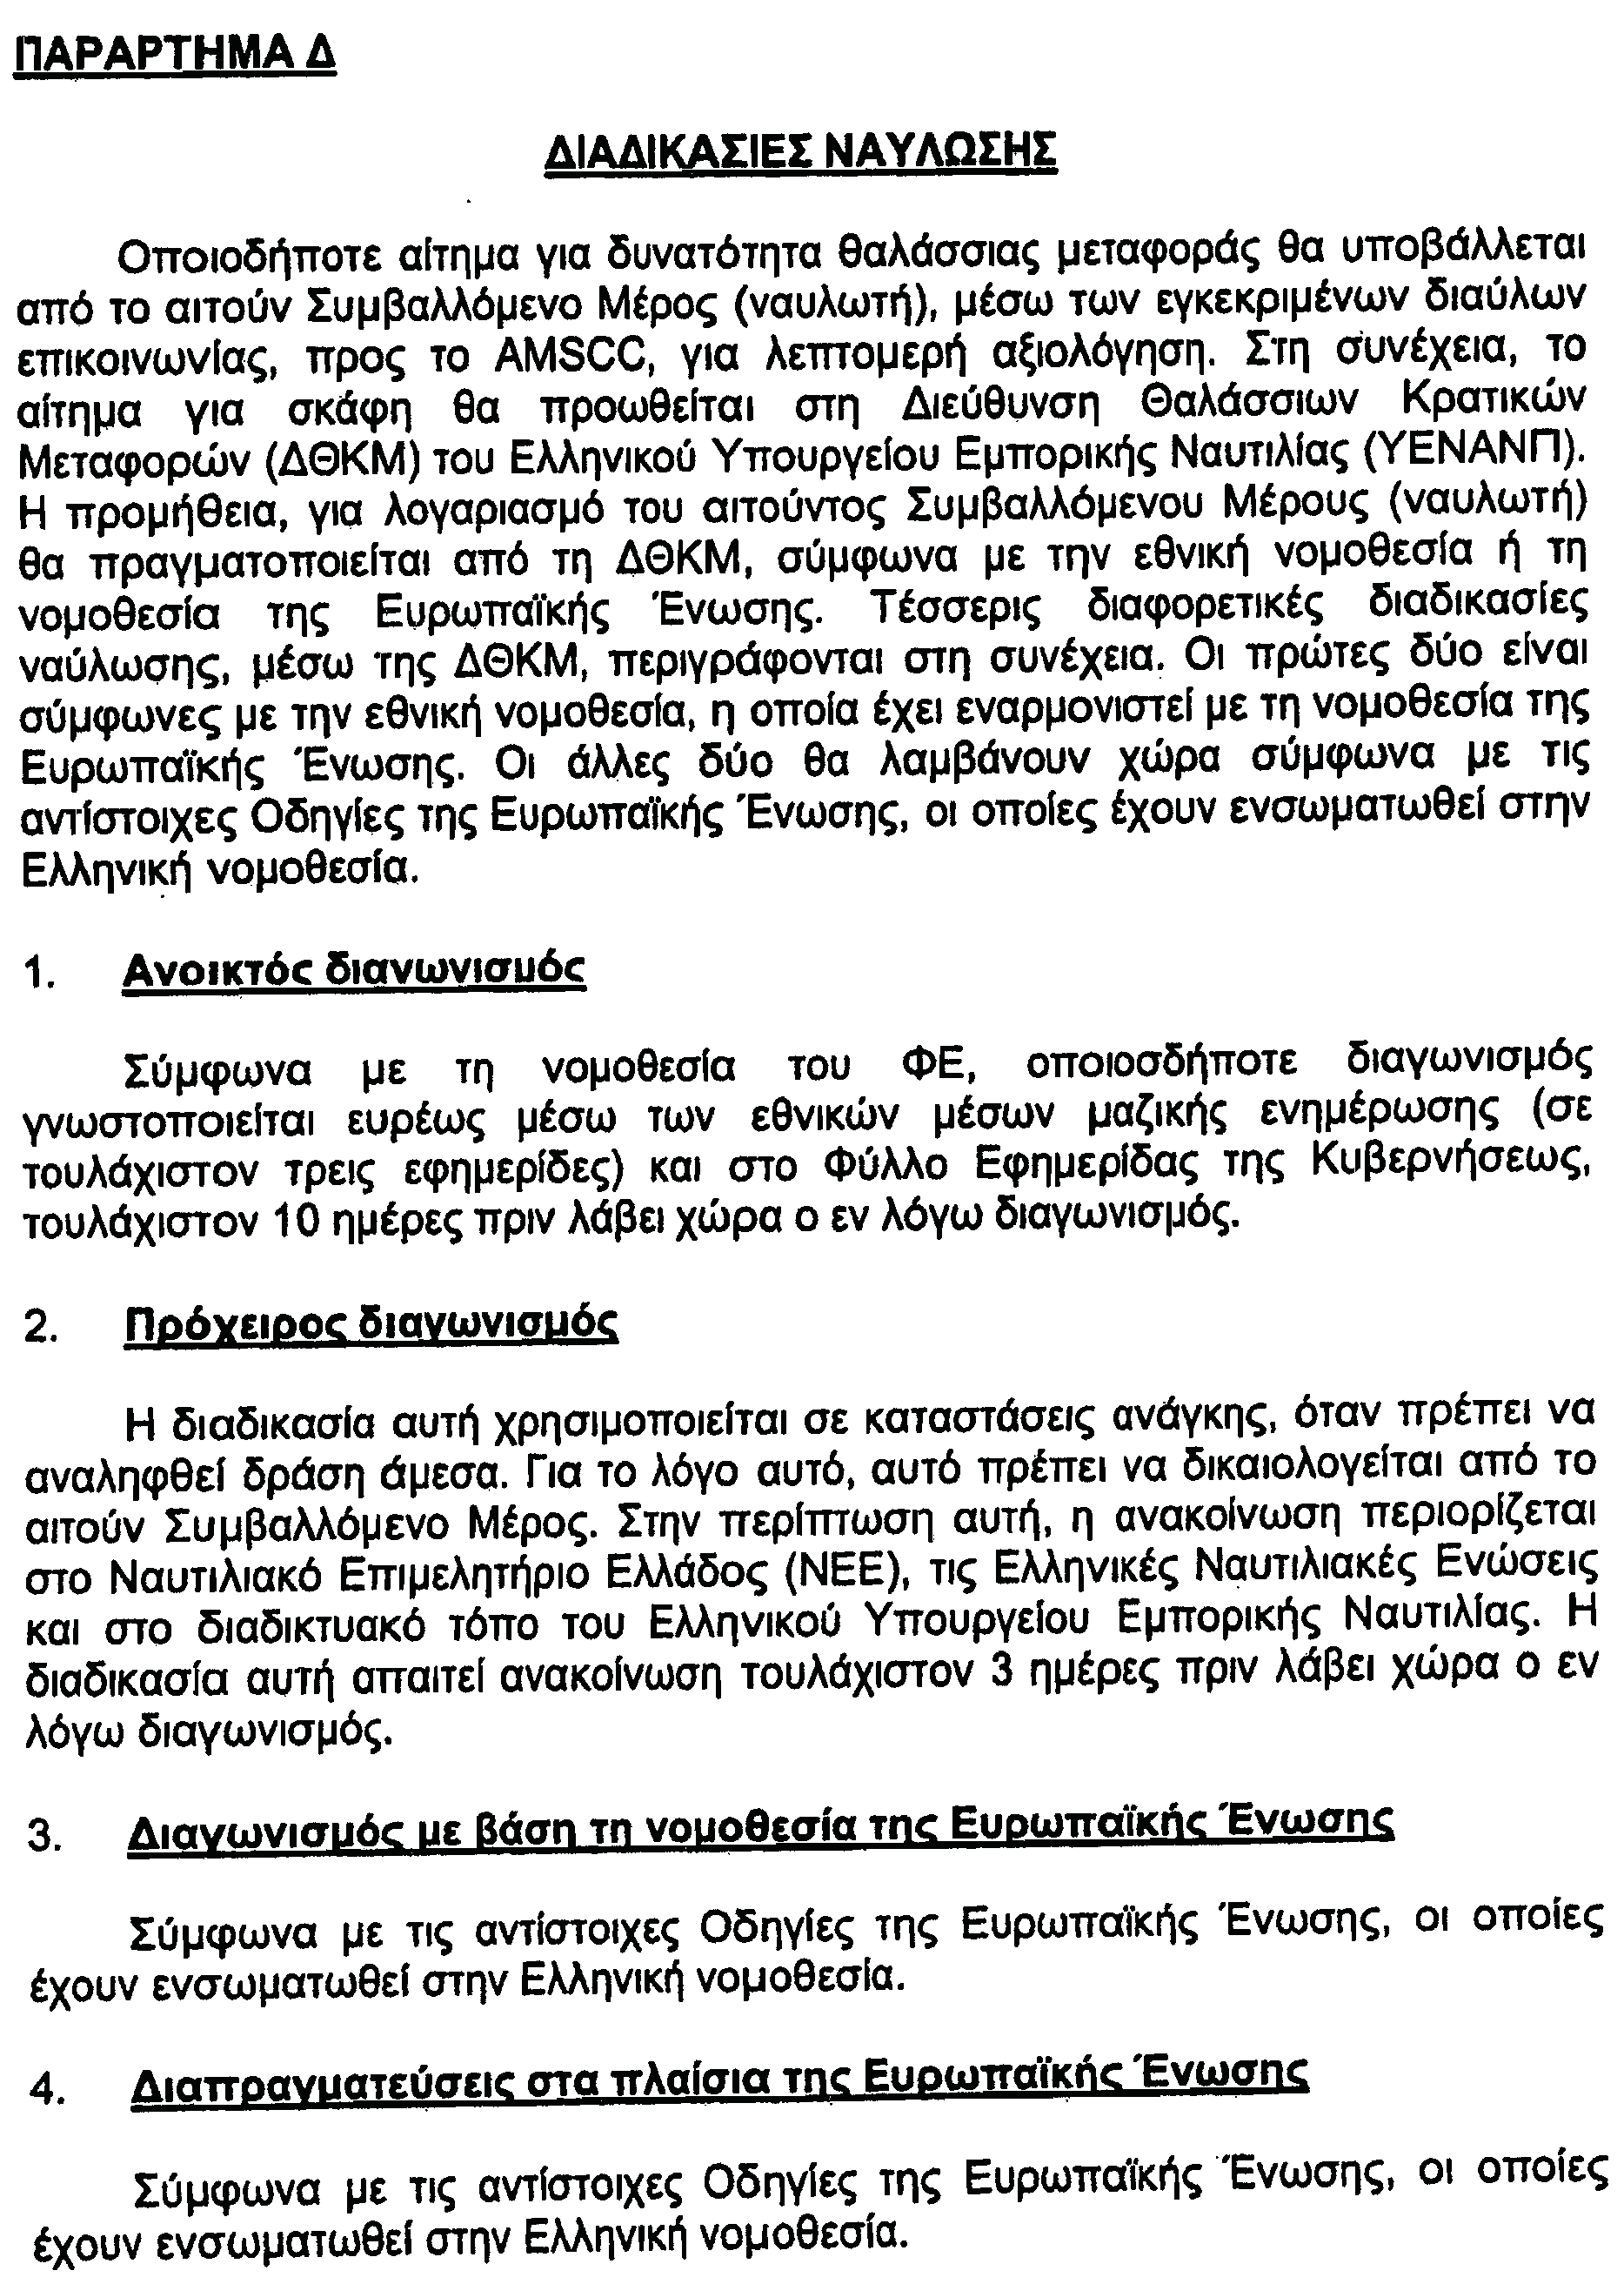 ΠΑΡΑΡΤΗΜΑ Δ
ΔΙΑΔΙΚΑΣΙΕΣ ΝΑΥΛΩΣΗΣ
Οποιοδήποτε αίτημα για δυνατότητα θαλάσσιας μεταφοράς θα υποβάλλεται
από το αιτούν Συμβαλλόμενο Μέρος (ναυλωτή), μέσω των εγκεκριμένων διαύλων
επικοινωνίας, προς το AMSCC, για λεπτομερή αξιολόγηση. Στη συνέχεια, το
αίτημα για σκάφη θα προωθείται στη Διεύθυνση Θαλάσσιων Κρατικών
Μεταφορών (ΔΘΚΜ) του Ελληνικού Υπουργείου Εμπορικής Ναυτιλίας (ΥΕΝΑΝΠ).
Η προμήθεια, για λογαριασμό του αιτούντος Συμβαλλόμενου Μέρους (ναυλωτή)
θα πραγματοποιείται από τη ΔΘΚΜ, σύμφωνα με την εθνική νομοθεσία ή τη
νομοθεσία της Ευρωπαϊκής Ένωσης. Τέσσερις διαφορετικές διαδικασίες
ναύλωσης, μέσω της ΔΘΚΜ, περιγράφονται στη συνέχεια. Οι πρώτες δύο είναι
σύμφωνες με την εθνική νομοθεσία, η οποία έχει εναρμονιστεί με τη νομοθεσία της
Ευρωπαϊκής Ένωσης. Οι άλλες δύο θα λαμβάνουν χώρα σύμφωνα με τις
αντίστοιχες Οδηγίες της Ευρωπαϊκής Ένωσης, οι οποίες έχουν ενσωματωθεί στην
Ελληνική νομοθεσία.
1. Ανοικτός διαγωνισμός
Σύμφωνα με τη νομοθεσία του ΦΕ, οποιοσδήποτε διαγωνισμός
γνωστοποιείται ευρέως μέσω των εθνικών μέσων μαζικής ενημέρωσης (σε
τουλάχιστον τρεις εφημερίδες) και στο Φύλλο Εφημερίδας της Κυβερνήσεως,
τουλάχιστον 10 ημέρες πριν λάβει χώρα ο εν λόγω διαγωνισμός.
2. Πρόχειρος διαγωνισμός
Η διαδικασία αυτή χρησιμοποιείται σε καταστάσεις ανάγκης, όταν πρέπει να
αναληφθεί δράση άμεσα. Για το λόγο αυτό, αυτό πρέπει να δικαιολογείται από το
αιτούν Συμβαλλόμενο Μέρος. Στην περίπτωση αυτή, η ανακοίνωση περιορίζεται
στο Ναυτιλιακό Επιμελητήριο Ελλάδος (ΝΕΕ), τις Ελληνικές Ναυτιλιακές Ενώσεις
και στο διαδικτυακό τόπο του Ελληνικού Υπουργείου Εμπορικής Ναυτιλίας. Η
διαδικασία αυτή απαιτεί ανακοίνωση τουλάχιστον 3 ημέρες πριν λάβει χώρα ο εν
λόγω διαγωνισμός.
3. Διαγωνισμός με βάση τη νομοθεσία της Ευρωπαϊκής Ένωσης
Σύμφωνα με τις αντίστοιχες Οδηγίες της Ευρωπαϊκής Ένωσης, οι οποίες
έχουν ενσωματωθεί στην Ελληνική νομοθεσία.
4. Διαπραγματεύσεις στα πλαίσια της Ευρωπαϊκής Ένωσης
Σύμφωνα με τις αντίστοιχες Οδηγίες της Ευρωπαϊκής Ένωσης, οι οποίες
έχουν ενσωματωθεί στην Ελληνική νομοθεσία.